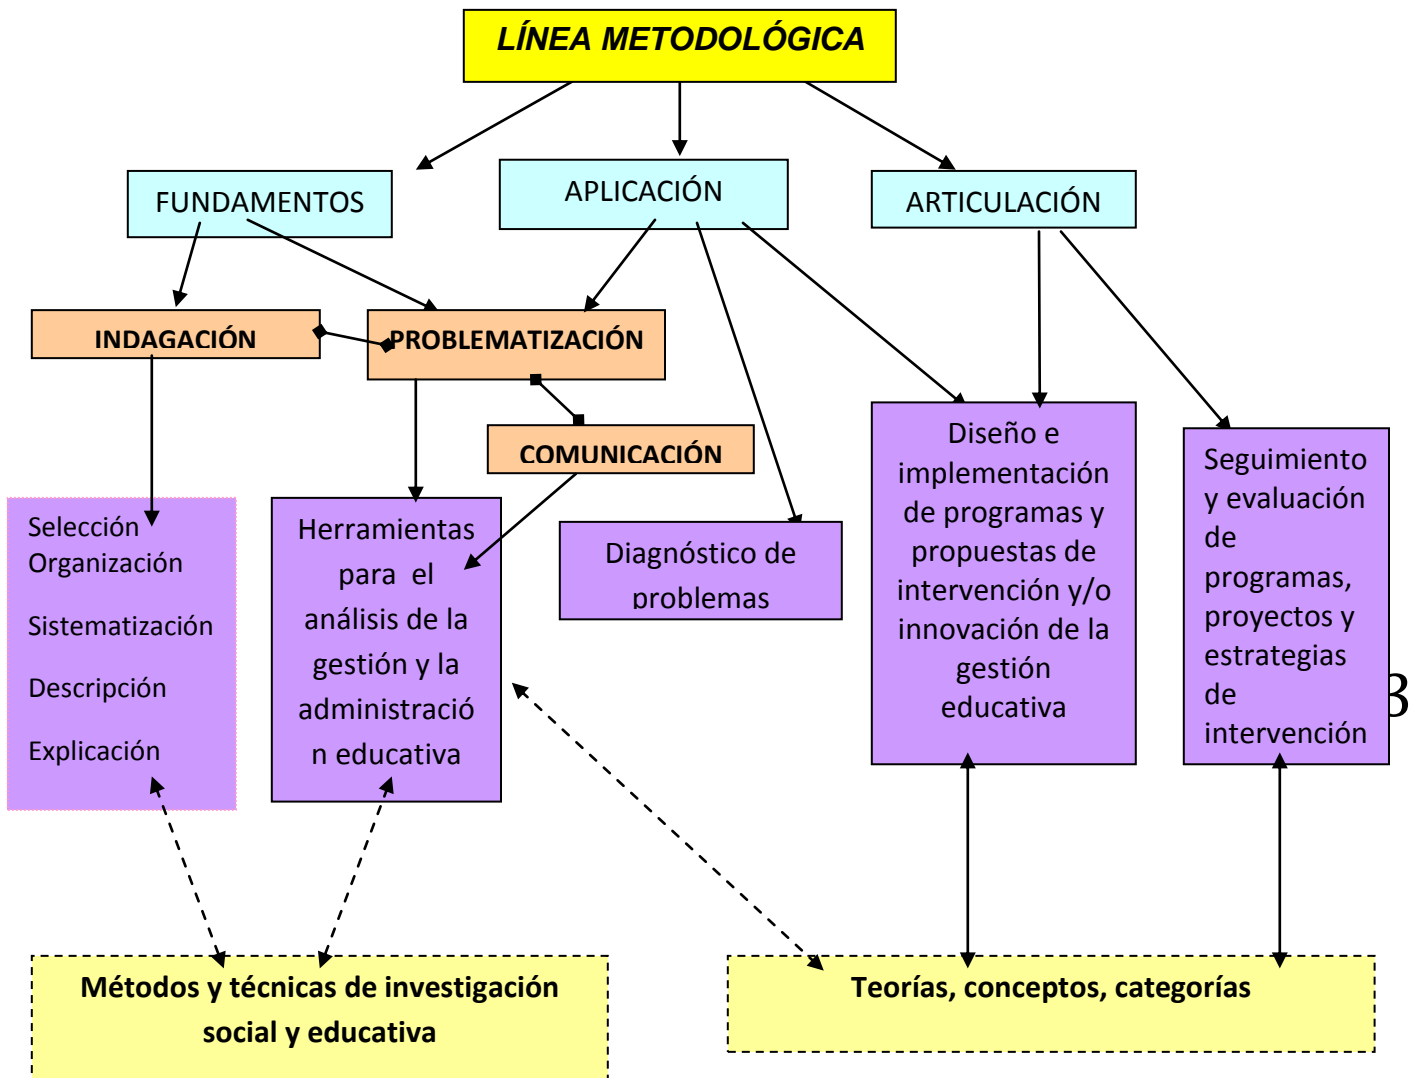 LÍNEA METODOLÓGICA
FUNDAMENTOS
APLICACIÓN
ARTICULACIÓN
INDAGACIÓN
PROBLEMATIZACIÓN
COMUNICACIÓN
Selección
Organización
Sistematización
Descripción
Explicación
Herramientas
para el
análisis de la
gestión y la
administració
n educativa
Diagnóstico de
problemas
Diseño e
implementación
de programas y
propuestas de
intervención y/o
innovación de la
gestión
educativa
Seguimiento
y evaluación
de
programas,
proyectos y
estrategias
de
intervención
3
Métodos y técnicas de investigación
social y educativa
Teorías, conceptos, categorías